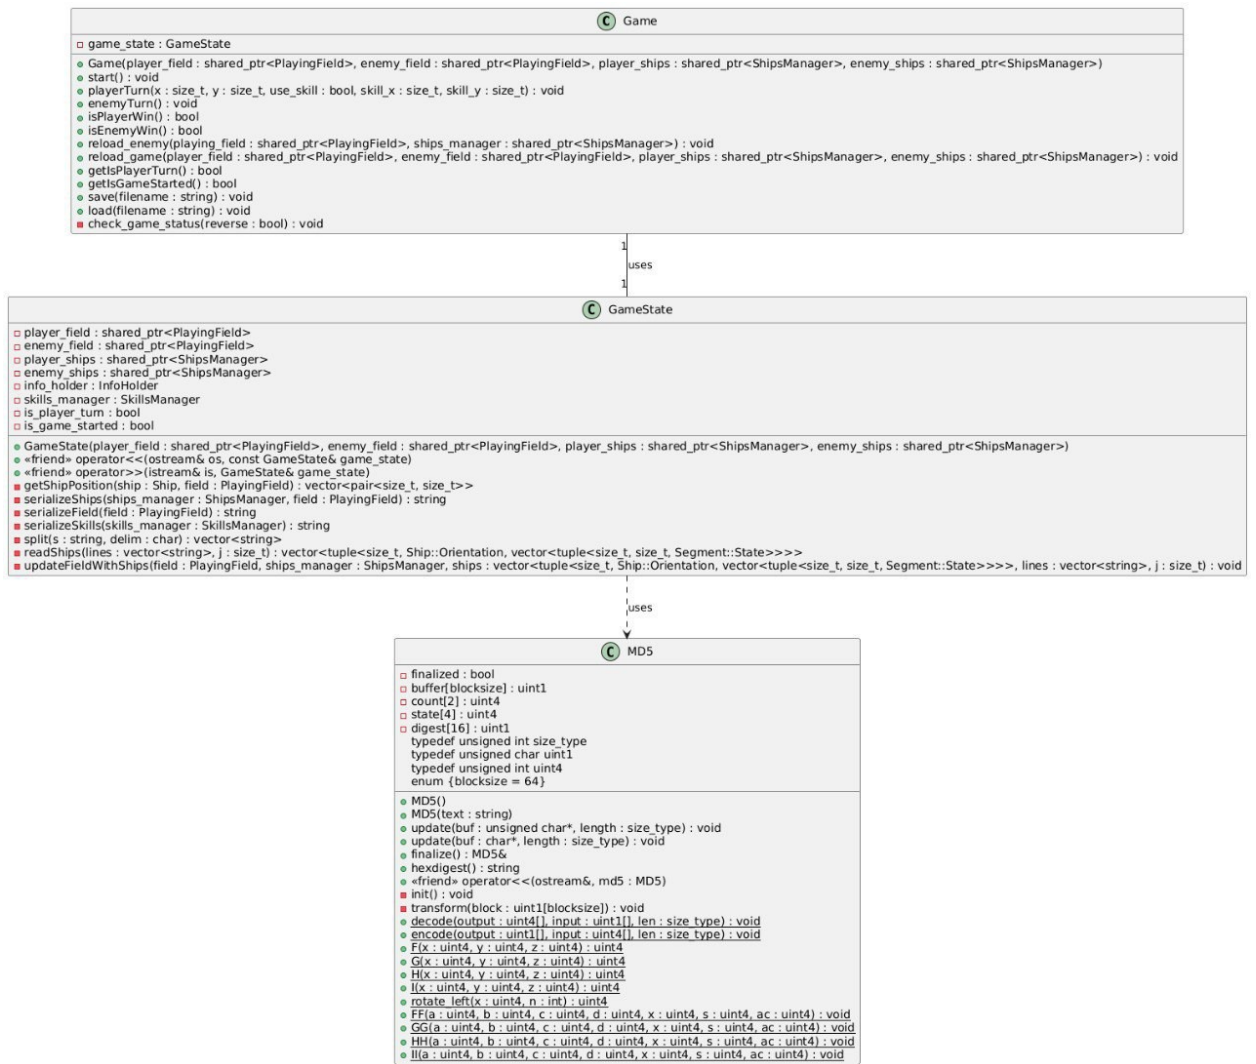 C Game
game_state : GameState
Game(player_field : shared_ptr<PlayingField>, enemy_field : shared_ptr<PlayingField>, player_ships : shared_ptr<ShipsManager>, enemy_ships : shared_ptr<ShipsManager>)
start() : void
playerTurn(x : size_t, y : size_t, use_skill : bool, skill_x : size_t, skill_y : size_t) : void
enemyTurn() : void
isPlayerWin() : bool
isEnemyWin() : bool
reload_enemy(playing_field : shared_ptr<PlayingField>, ships_manager : shared_ptr<ShipsManager>) : void
reload_game(player_field : shared_ptr<PlayingField>, enemy_field : shared_ptr<PlayingField>, player_ships : shared_ptr<ShipsManager>, enemy_ships : shared_ptr<ShipsManager>) : void
getIsPlayerTurn() : bool
getIsGameStarted() : bool
save(filename : string) : void
load(filename : string) : void
check_game_status(reverse : bool) : void
1
uses
1
C GameState
player_field : shared_ptr<PlayingField>
enemy_field : shared_ptr<PlayingField>
player_ships : shared_ptr<ShipsManager>
enemy_ships : shared_ptr<ShipsManager>
info_holder : InfoHolder
skills_manager : SkillsManager
is_player_turn : bool
is_game_started : bool
GameState(player_field : shared_ptr<PlayingField>, enemy_field : shared_ptr<PlayingField>, player_ships : shared_ptr<ShipsManager>, enemy_ships : shared_ptr<ShipsManager>)
«friend» operator<<(ostream& os, const GameState& game_state)
«friend» operator>>(istream& is, GameState& game_state)
getShipPosition(ship : Ship, field : PlayingField) : vector<pair<size_t, size_t>>
serializeShips(ships_manager : ShipsManager, field : PlayingField) : string
serializeField(field : PlayingField) : string
serializeSkills(skills_manager : SkillsManager) : string
split(s : string, delim : char) : vector<string>
readShips(lines : vector<string>, j : size_t) : vector<tuple<size_t, Ship::Orientation, vector<tuple<size_t, size_t, Segment::State>>>>
updateFieldWithShips(field : PlayingField, ships_manager : ShipsManager, ships : vector<tuple<size_t, Ship::Orientation, vector<tuple<size_t, size_t, Segment::State>>>>, lines : vector<string>, j : size_t) : void
uses
C MD5
finalized : bool
buffer[blocksize] : uint1
count[2] : uint4
state[4] : uint4
digest[16] : uint1
typedef unsigned int size_type
typedef unsigned char uint1
typedef unsigned int uint4
enum {blocksize = 64}
MD5()
MD5(text : string)
update(buf : unsigned char*, length : size_type) : void
update(buf : char*, length : size_type) : void
finalize() : MD5&
hexdigest() : string
«friend» operator<<(ostream&, md5 : MD5)
init() : void
transform(block : uint1[blocksize]) : void
decode(output : uint4[], input : uint1[], len : size_type) : void
encode(output : uint1[], input : uint4[], len : size_type) : void
F(x : uint4, y : uint4, z : uint4) : uint4
G(x : uint4, y : uint4, z : uint4) : uint4
H(x : uint4, y : uint4, z : uint4) : uint4
I(x : uint4, y : uint4, z : uint4) : uint4
rotate_left(x : uint4, n : int) : uint4
FF(a : uint4, b : uint4, c : uint4, d : uint4, x : uint4, s : uint4, ac : uint4) : void
GG(a : uint4, b : uint4, c : uint4, d : uint4, x : uint4, s : uint4, ac : uint4) : void
HH(a : uint4, b : uint4, c : uint4, d : uint4, x : uint4, s : uint4, ac : uint4) : void
II(a : uint4, b : uint4, c : uint4, d : uint4, x : uint4, s : uint4, ac : uint4) : void